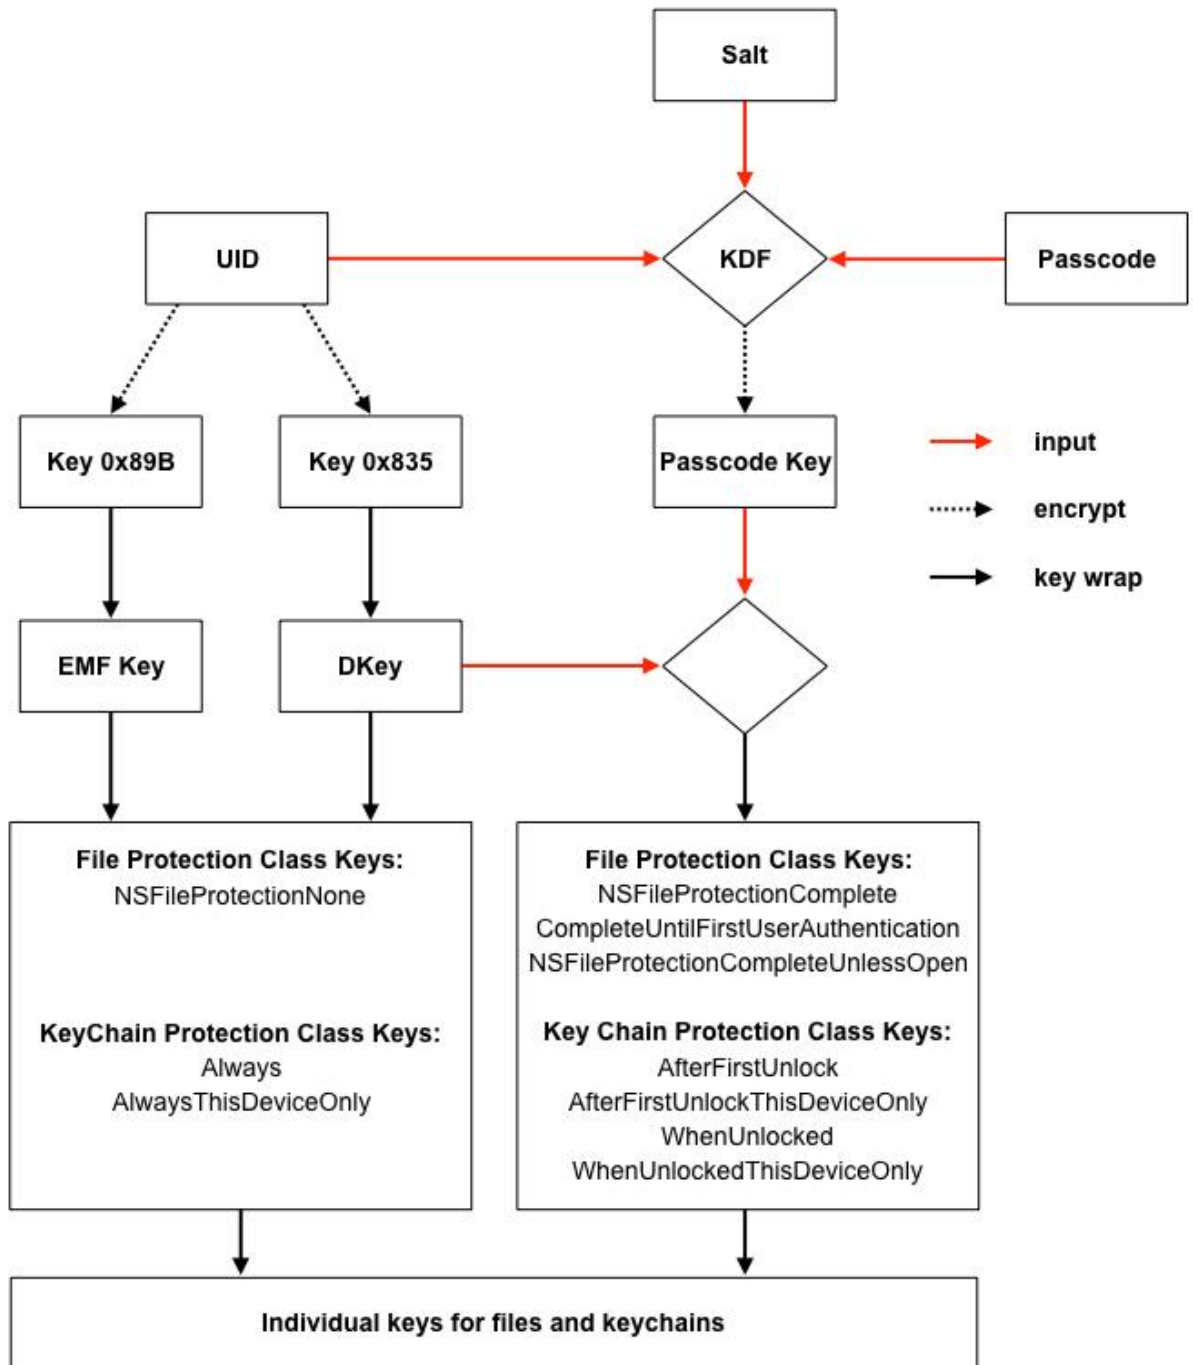 Salt
UID
KDF
Passcode
Key 0x89B
Key 0x835
Passcode Key
input
encrypt
key wrap
EMF Key
DKey
File Protection Class Keys:
NSFileProtectionNone
KeyChain Protection Class Keys:
Always
AlwaysThisDeviceOnly
File Protection Class Keys:
NSFileProtectionComplete
CompleteUntilFirstUserAuthentication
NSFileProtectionCompleteUnlessOpen
Key Chain Protection Class Keys:
AfterFirstUnlock
AfterFirstUnlockThisDeviceOnly
WhenUnlocked
WhenUnlockedThisDeviceOnly
Individual keys for files and keychains